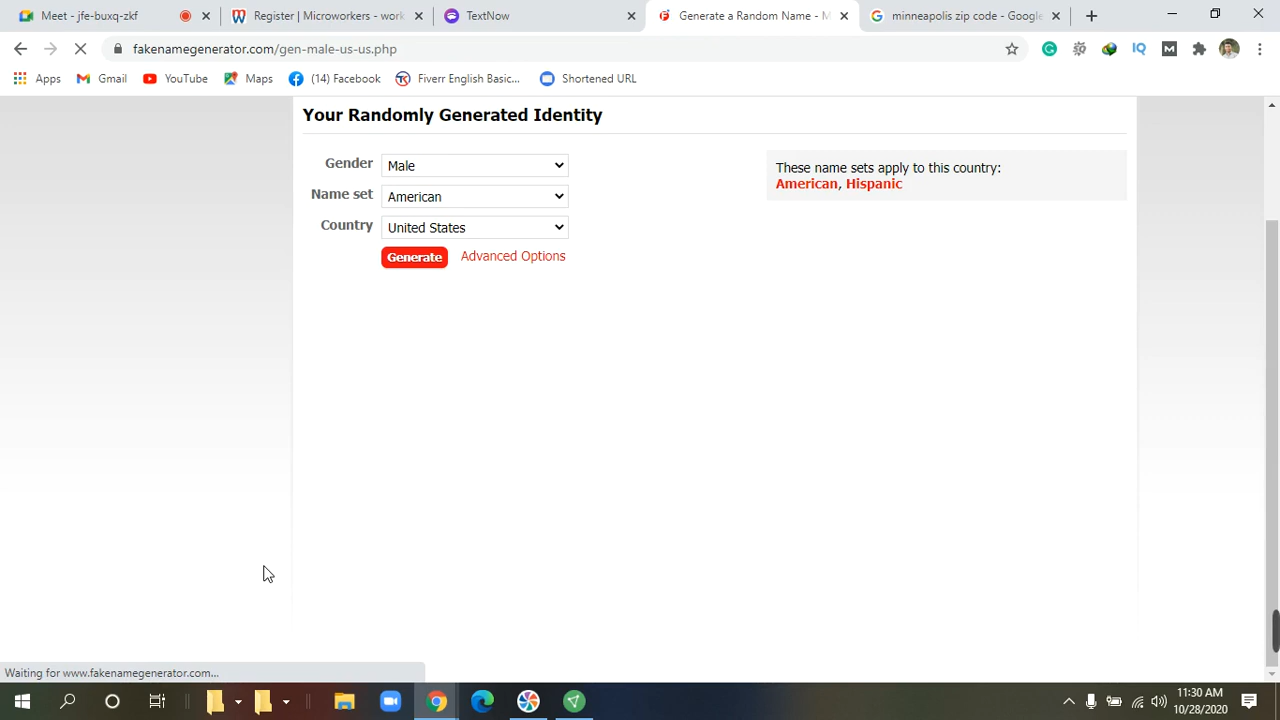 Meet - jfe-buxq-zkf
Register | Microworkers - work
TextNow
Generate a Random Name - M
minneapolis zip code - Google
fakenamegenerator.com/gen-male-us-us.php
Apps
Gmail
YouTube
Maps
(14) Facebook
Fiverr English Basic...
Shortened URL
Your Randomly Generated Identity
Gender
Male
Name set
American
Country
United States
Generate
Advanced Options
These name sets apply to this country:
American, Hispanic
Waiting for www.fakenamegenerator.com...
11:30 AM
10/28/2020